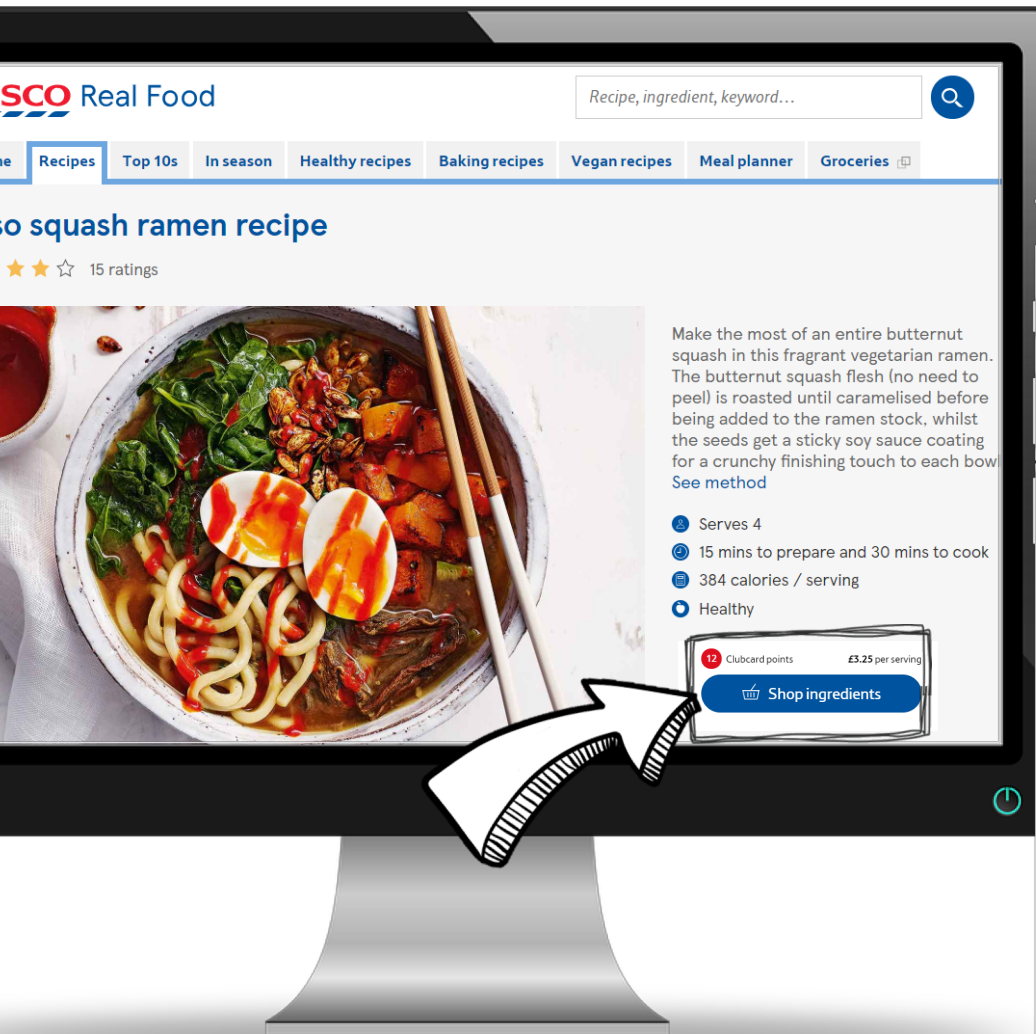 SCO Real Food
Recipe, ingredient, keyword...
ne Recipes Top 10s In season Healthy recipes Baking recipes Vegan recipes Meal planner Groceries
so squash ramen recipe
15 ratings
Make the most of an entire butternut
squash in this fragrant vegetarian ramen.
The butternut squash flesh (no need to
peel) is roasted until caramelised before
being added to the ramen stock, whilst
the seeds get a sticky soy sauce coating
for a crunchy finishing touch to each bowl
See method
Serves 4
15 mins to prepare and 30 mins to cook
384 calories / serving
Healthy
12 Clubcard points £3.25 per serving
Shop ingredients